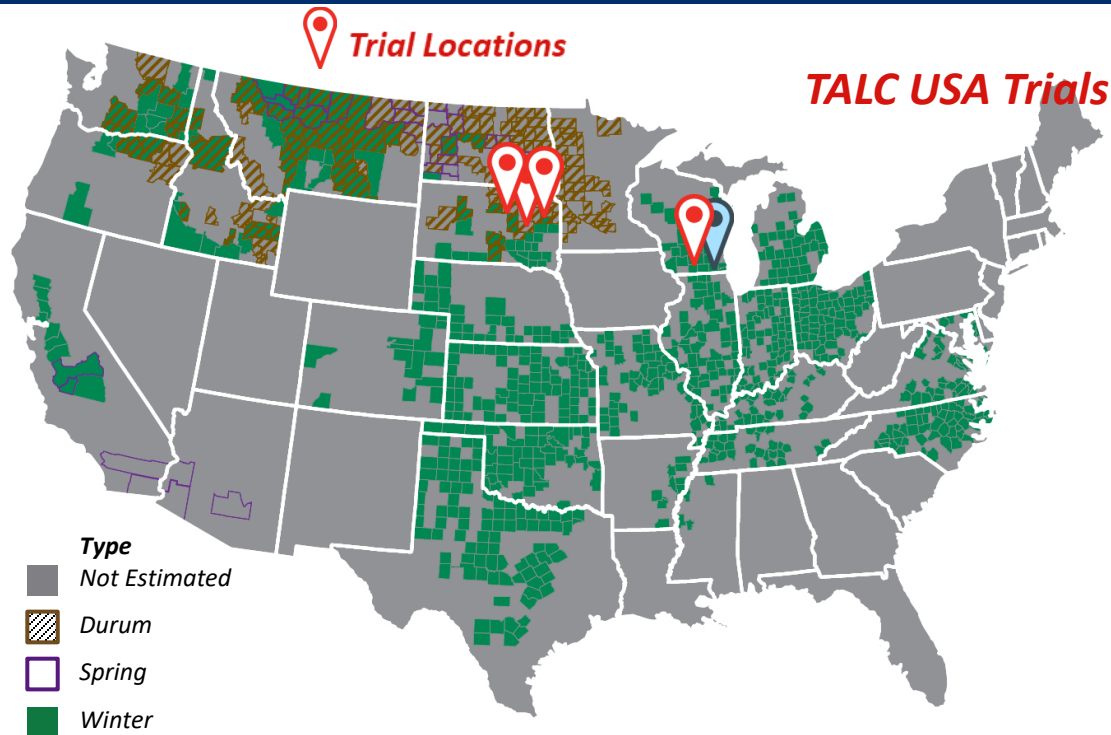 Trial Locations
TALC USA Trials
Type
Not Estimated
Durum
Spring
Winter